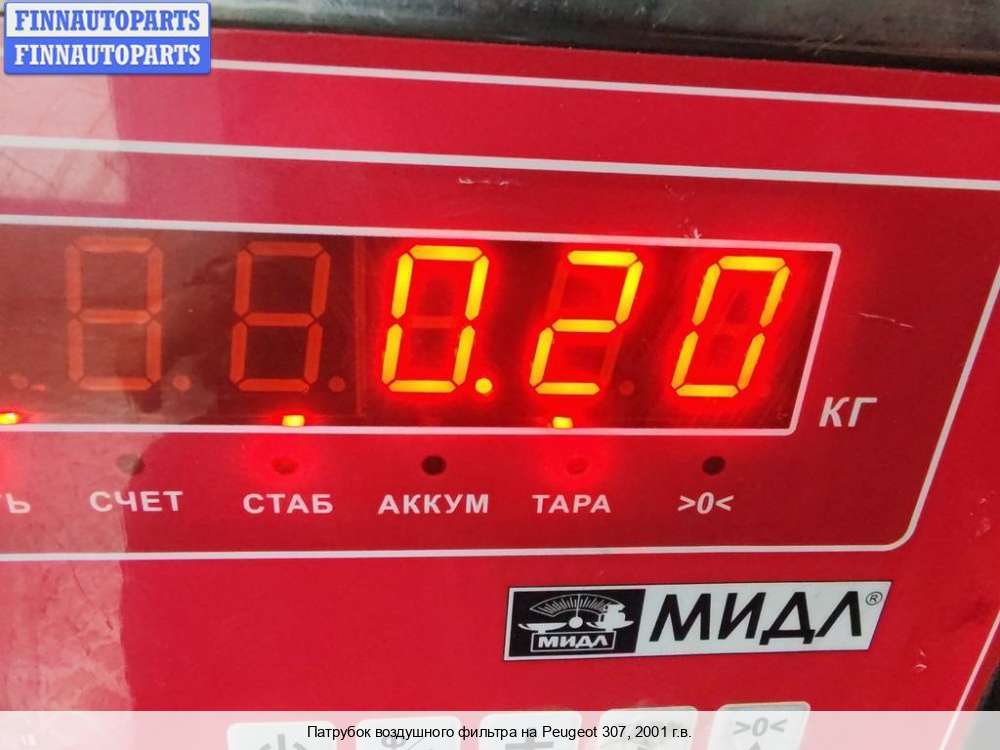 FINNAUTOPARTS
FINNAUTOPARTS
0.20
КГ
СЧЕТ СТАБ АККУМ ТАРА >0<
МИДЛ МИДЛ®
>0<
Патрубок воздушного фильтра на Peugeot 307, 2001 г.в.